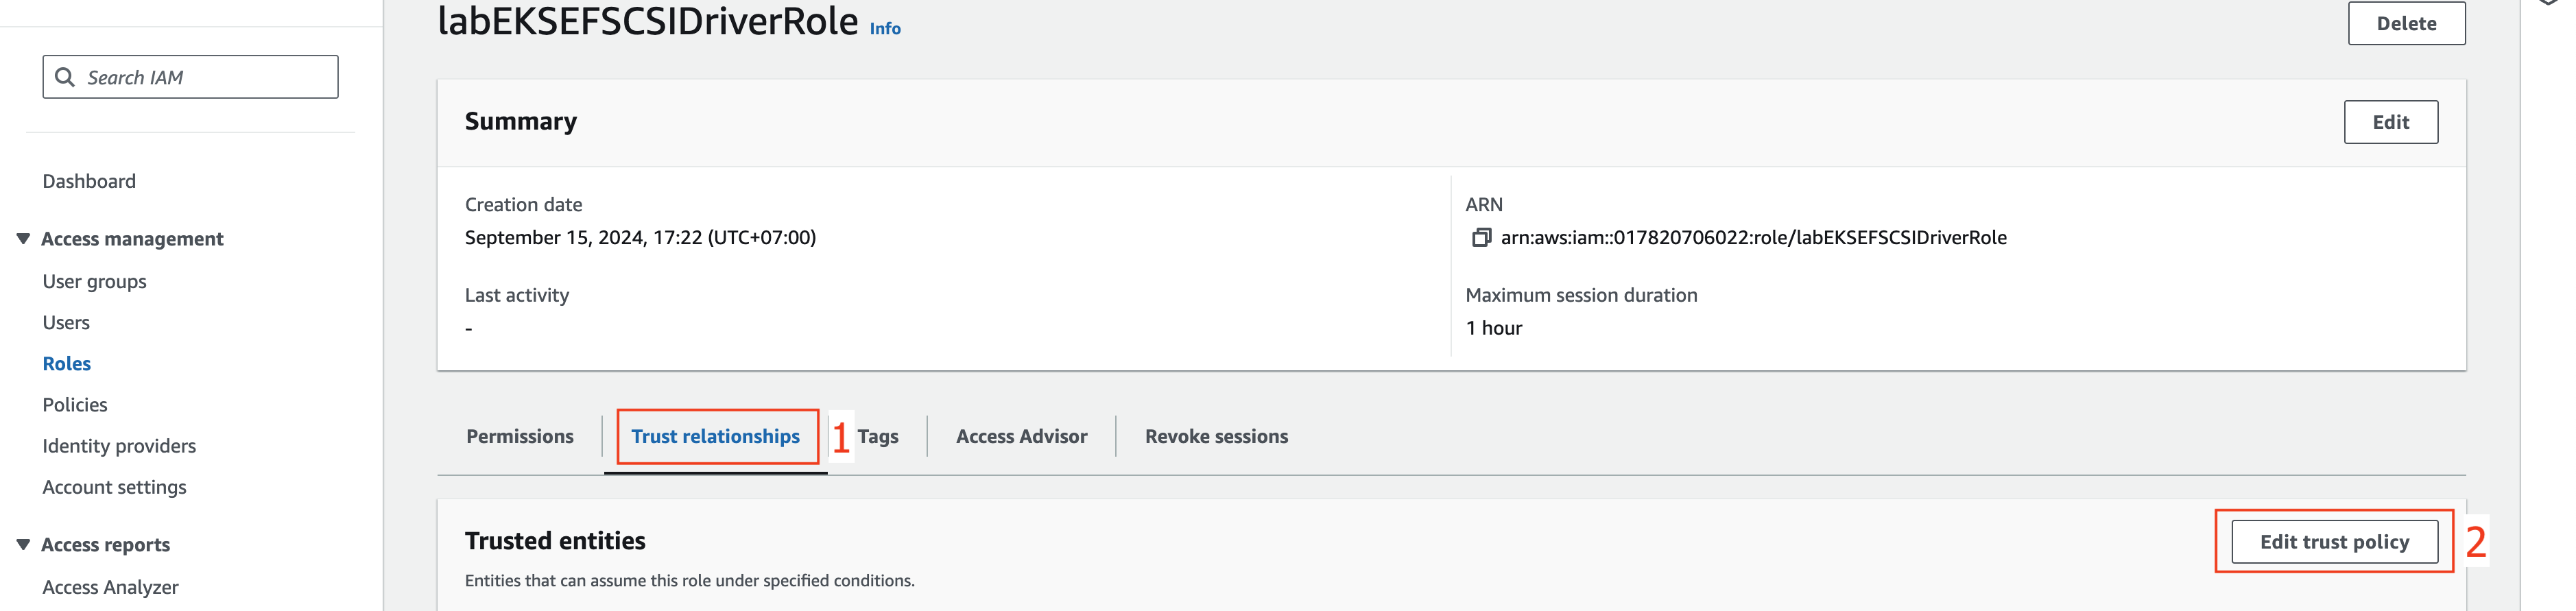 labEKSEFSCSIDriverRole Info
Delete
Search IAM
Summary
Edit
Dashboard
Creation date
ARN
September 15, 2024, 17:22 (UTC+07:00)
arn:aws:iam::017820706022:role/labEKSEFSCSIDriverRole
Access management
User groups
Last activity
Maximum session duration
Users
-
1 hour
Roles
Policies
Permissions
Trust relationships
1
Tags
Access Advisor
Revoke sessions
Identity providers
Account settings
Access reports
Trusted entities
Edit trust policy
2
Entities that can assume this role under specified conditions.
Access Analyzer